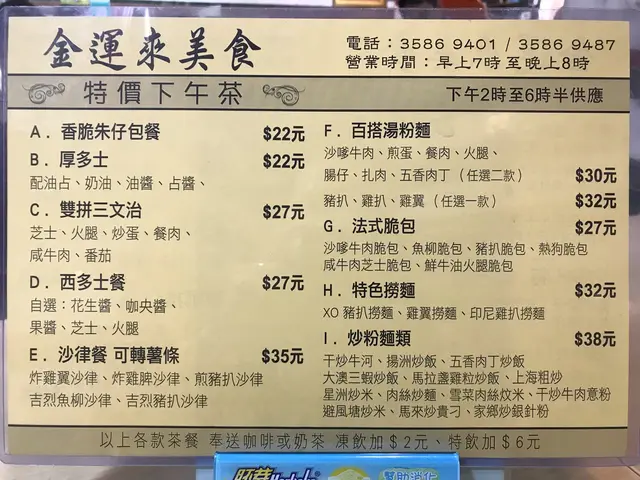 金運來美食
電話：3586 9401 / 3586 9487
營業時間：早上7時至晚上8時
特價下午茶
下午2時至6時半供應
A．香脆朱仔包餐 $22元
B．厚多士 $22元
配油占、奶油、油醬、占醬、
C．雙拼三文治 $27元
芝士、火腿、炒蛋、餐肉、
咸牛肉、番茄
D．西多士餐 $27元
自選：花生醬、咖央醬、
果醬、芝士、火腿
E．沙律餐 可轉薯條 $35元
炸雞翼沙律、炸雞脾沙律、煎豬扒沙律
吉烈魚柳沙律、吉烈豬扒沙律
F．百搭湯粉麵
沙嗲牛肉、煎蛋、餐肉、火腿、
腸仔、扎肉、五香肉丁（任選二款） $30元
豬扒、雞扒、雞翼（任選一款） $32元
G．法式脆包 $27元
沙嗲牛肉脆包、魚柳脆包、豬扒脆包、熱狗脆包
咸牛肉芝士脆包、鮮牛油火腿脆包
H．特色撈麵 $32元
XO 豬扒撈麵、雞翼撈麵、印尼雞扒撈麵
I．炒粉麵類 $38元
干炒牛河、揚洲炒飯、五香肉丁炒飯
大澳三蝦炒飯、馬拉盞雞粒炒飯、上海粗炒
星洲炒米、肉絲炒麵、雪菜肉絲炆米、干炒牛肉意粉
避風塘炒米、馬來炒貴刁、家鄉炒銀針粉
以上各款茶餐 奉送咖啡或奶茶 凍飲加＄2元、特飲加＄6元
幫助消化